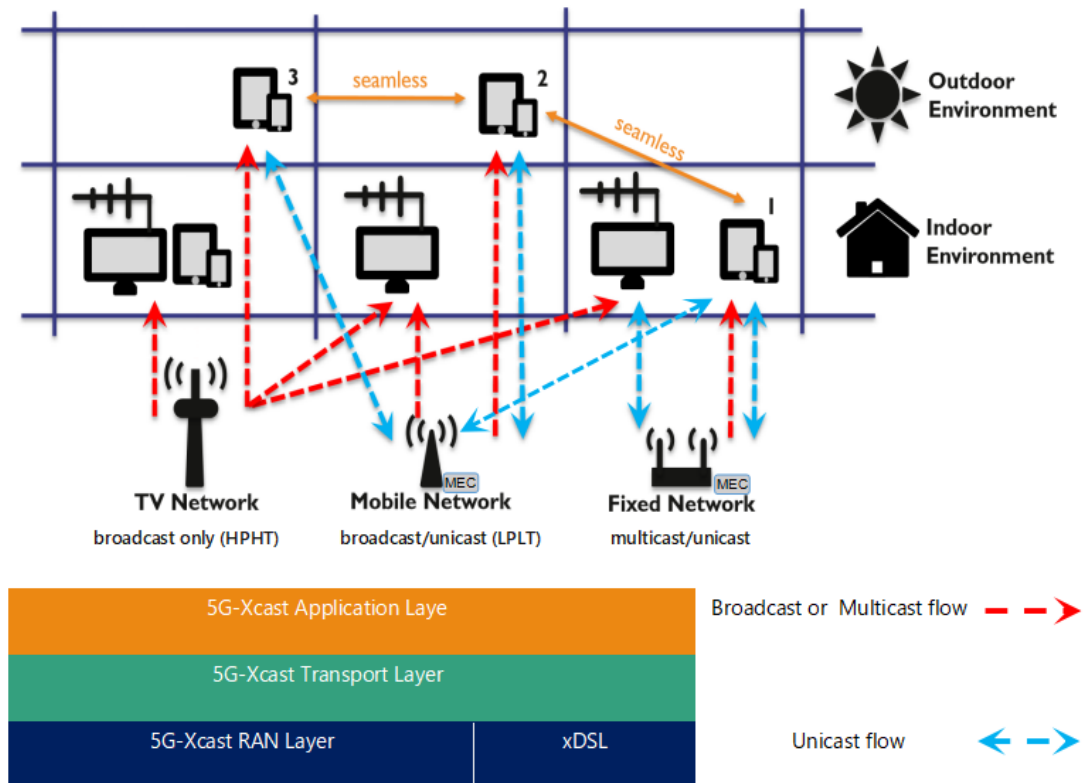 3
seamless
2
seamless
Outdoor
Environment
1
Indoor
Environment
MEC
MEC
TV Network
Mobile Network
Fixed Network
broadcast only (HPHT)
broadcast/unicast (LPLT)
multicast/unicast
5G-Xcast Application Laye
Broadcast or Multicast flow
5G-Xcast Transport Layer
5G-Xcast RAN Layer
xDSL
Unicast flow